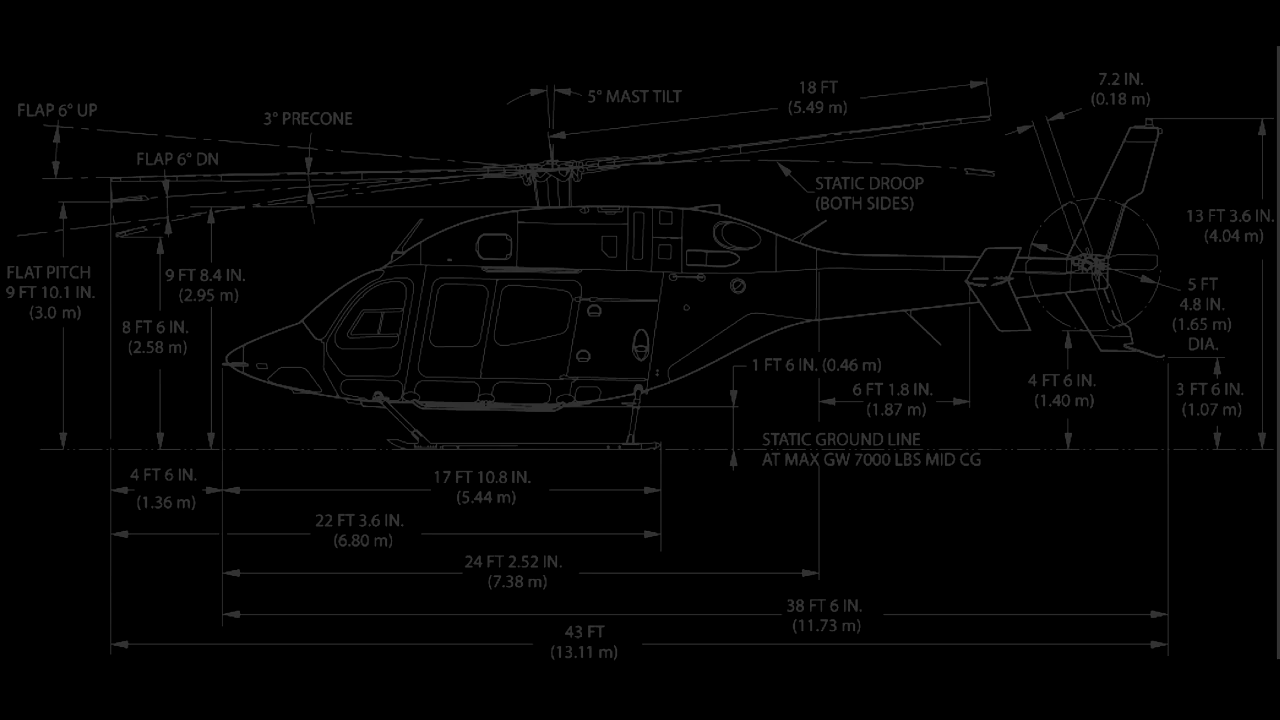 FLAP 6° UP
3° PRECONE
5° MAST TILT
18 FT
(5.49 m)
7.2 IN.
(0.18 m)
FLAP 6° DN
STATIC DROOP
(BOTH SIDES)
13 FT 3.6 IN.
(4.04 m)
FLAT PITCH
9 FT 10.1 IN.
(3.0 m)
9 FT 8.4 IN.
(2.95 m)
8 FT 6 IN.
(2.58 m)
5 FT
4.8 IN.
(1.65 m)
DIA.
1 FT 6 IN. (0.46 m)
6 FT 1.8 IN.
(1.87 m)
4 FT 6 IN.
(1.40 m)
3 FT 6 IN.
(1.07 m)
STATIC GROUND LINE
AT MAX GW 7000 LBS MID CG
4 FT 6 IN.
(1.36 m)
17 FT 10.8 IN.
(5.44 m)
22 FT 3.6 IN.
(6.80 m)
24 FT 2.52 IN.
(7.38 m)
38 FT 6 IN.
(11.73 m)
43 FT
(13.11 m)